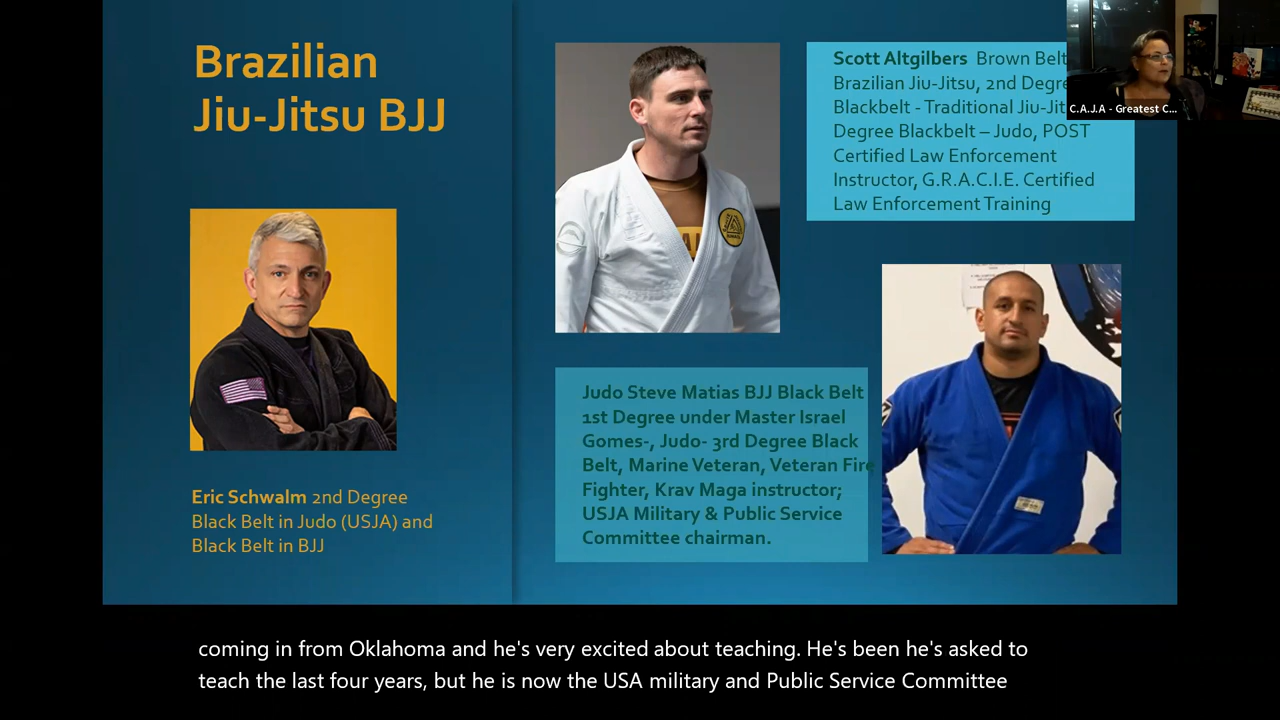 Brazilian
Jiu-Jitsu BJJ
Eric Schwalm 2nd Degree
Black Belt in Judo (USJA) and
Black Belt in BJJ
Scott Altgilbers Brown Belt
Brazilian Jiu-Jitsu, 2nd Degre
Blackbelt - Traditional Jiu-Jit
Degree Blackbelt – Judo, POST
Certified Law Enforcement
Instructor, G.R.A.C.I.E. Certified
Law Enforcement Training
C.A.J.A - Greatest C...
Judo Steve Matias BJJ Black Belt
1st Degree under Master Israel
Gomes-, Judo- 3rd Degree Black
Belt, Marine Veteran, Veteran Fire
Fighter, Krav Maga instructor;
USJA Military & Public Service
Committee chairman.
coming in from Oklahoma and he's very excited about teaching. He's been he's asked to
teach the last four years, but he is now the USA military and Public Service Committee